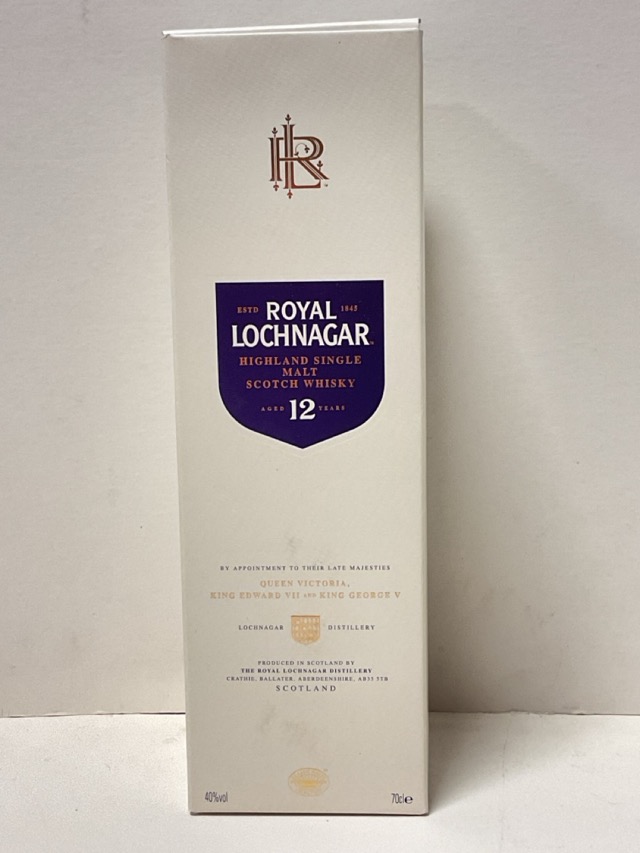 RL
ESTD ROYAL 1845
LOCHNAGAR
HIGHLAND SINGLE
MALT
SCOTCH WHISKY
AGED 12 YEARS
BY APPOINTMENT TO THEIR LATE MAJESTIES
QUEEN VICTORIA,
KING EDWARD VII AND KING GEORGE V
LOCHNAGAR DISTILLERY
PRODUCED IN SCOTLAND BY
THE ROYAL LOCHNAGAR DISTILLERY
CRATHIE, BALLATER, ABERDEENSHIRE, AB35 5TB
SCOTLAND
40%vol 70cl e